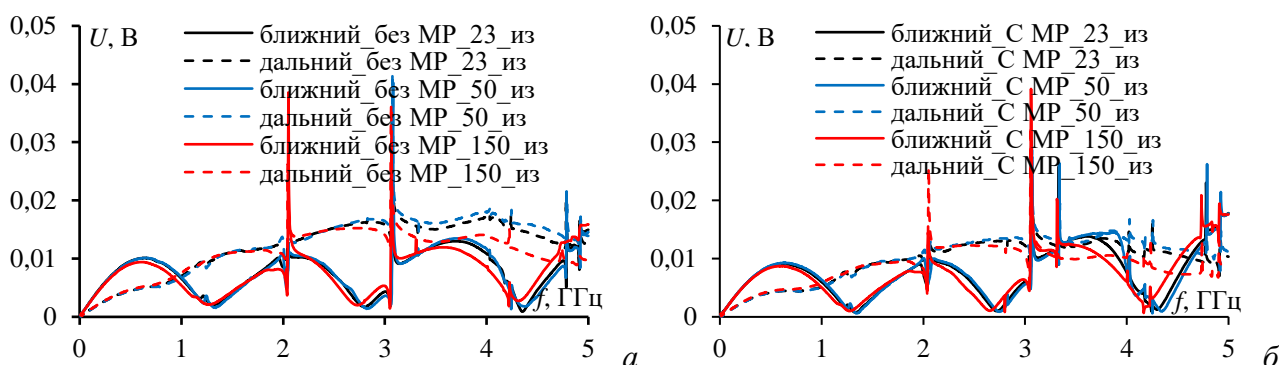 0,05
0,04
0,03
0,02
0,01
0
U, В
ближний_без МР_23_из
дальний_без МР_23_из
ближний_без МР_50_из
дальний_без МР_50_из
ближний_без МР_150_из
дальний_без МР_150_из
f, ГГц
0 1 2 3 4 5
а
0,05
0,04
0,03
0,02
0,01
0
U, В
ближний_С МР_23_из
дальний_С МР_23_из
ближний_С МР_50_из
дальний_С МР_50_из
ближний_С МР_150_из
дальний_С МР_150_из
f, ГГц
0 1 2 3 4 5
б